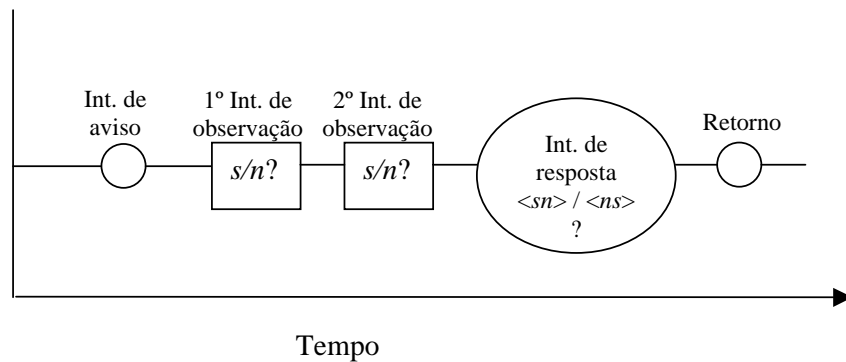 Int. de
aviso
1º Int. de
observação
s/n?
2º Int. de
observação
s/n?
Int. de
resposta
<sn> / <ns>
?
Retorno
Tempo